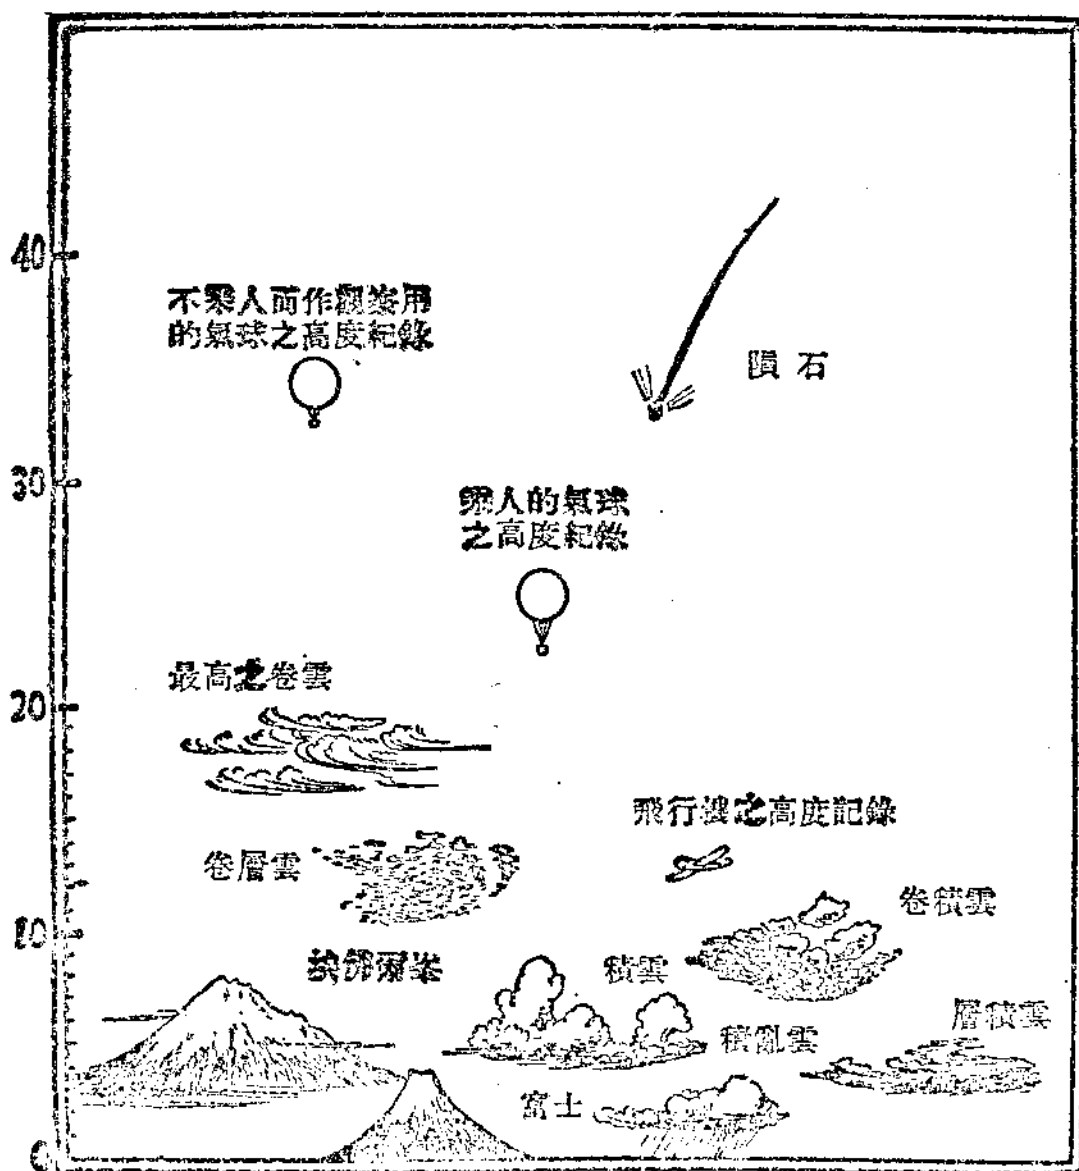 40
不乘人而作觀察用
的氣球之高度紀錄
隕石
30
乘人的氣球
之高度紀錄
最高之卷雲
20
飛行機之高度記錄
卷層雲
卷積雲
10
積雲
層積雲
積亂雲
富士
0